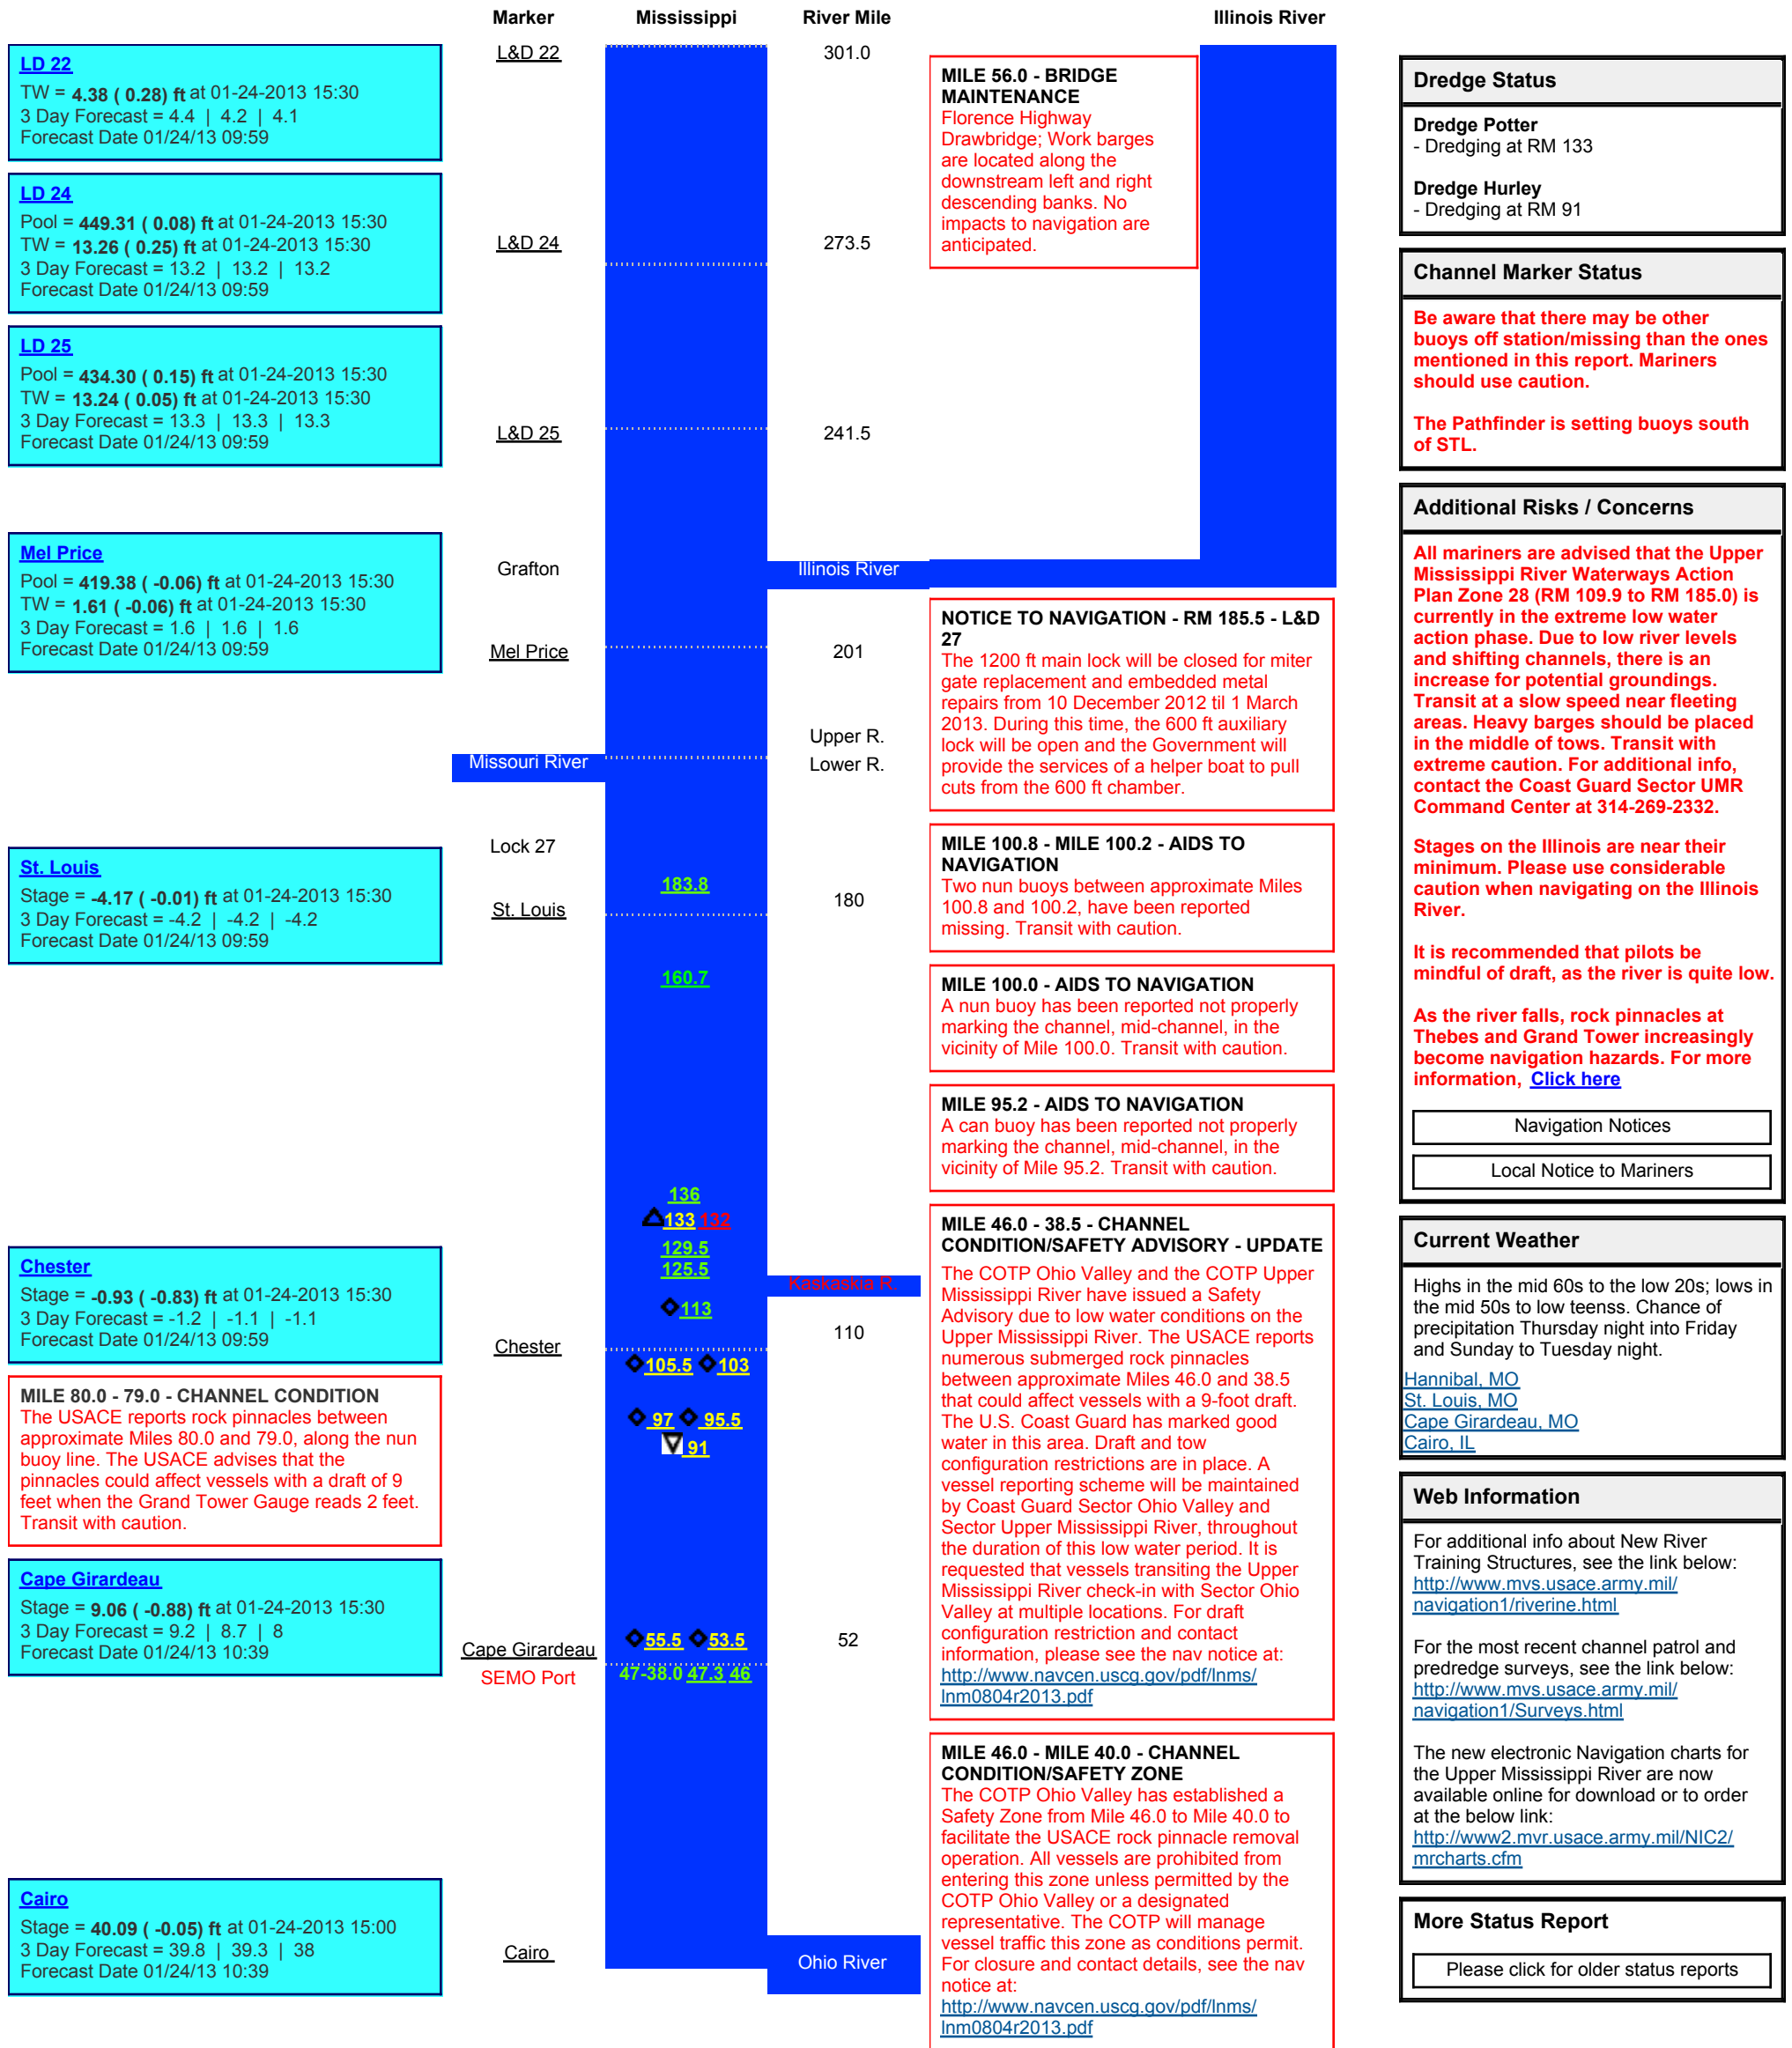 Marker Mississippi River Mile Illinois River
LD 22
TW = 4.38 ( 0.28) ft at 01-24-2013 15:30
3 Day Forecast = 4.4 | 4.2 | 4.1
Forecast Date 01/24/13 09:59
LD 24
Pool = 449.31 ( 0.08) ft at 01-24-2013 15:30
TW = 13.26 ( 0.25) ft at 01-24-2013 15:30
3 Day Forecast = 13.2 | 13.2 | 13.2
Forecast Date 01/24/13 09:59
LD 25
Pool = 434.30 ( 0.15) ft at 01-24-2013 15:30
TW = 13.24 ( 0.05) ft at 01-24-2013 15:30
3 Day Forecast = 13.3 | 13.3 | 13.3
Forecast Date 01/24/13 09:59
Mel Price
Pool = 419.38 ( -0.06) ft at 01-24-2013 15:30
TW = 1.61 ( -0.06) ft at 01-24-2013 15:30
3 Day Forecast = 1.6 | 1.6 | 1.6
Forecast Date 01/24/13 09:59
St. Louis
Stage = -4.17 ( -0.01) ft at 01-24-2013 15:30
3 Day Forecast = -4.2 | -4.2 | -4.2
Forecast Date 01/24/13 09:59
Chester
Stage = -0.93 ( -0.83) ft at 01-24-2013 15:30
3 Day Forecast = -1.2 | -1.1 | -1.1
Forecast Date 01/24/13 09:59
MILE 80.0 - 79.0 - CHANNEL CONDITION
The USACE reports rock pinnacles between
approximate Miles 80.0 and 79.0, along the nun
buoy line. The USACE advises that the
pinnacles could affect vessels with a draft of 9
feet when the Grand Tower Gauge reads 2 feet.
Transit with caution.
Cape Girardeau
Stage = 9.06 ( -0.88) ft at 01-24-2013 15:30
3 Day Forecast = 9.2 | 8.7 | 8
Forecast Date 01/24/13 10:39
Cairo
Stage = 40.09 ( -0.05) ft at 01-24-2013 15:00
3 Day Forecast = 39.8 | 39.3 | 38
Forecast Date 01/24/13 10:39
L&D 22 301.0
L&D 24 273.5
L&D 25 241.5
Grafton Illinois River
Mel Price 201
Upper R.
Missouri River Lower R.
Lock 27
183.8
St. Louis 180
160.7
136
133 132
129.5
125.5
Kaskaskia R.
113
110
Chester
105.5 103
97 95.5
91
55.5 53.5 52
Cape Girardeau
SEMO Port 47-38.0 47.3 46
Cairo Ohio River
MILE 56.0 - BRIDGE
MAINTENANCE
Florence Highway
Drawbridge; Work barges
are located along the
downstream left and right
descending banks. No
impacts to navigation are
anticipated.
NOTICE TO NAVIGATION - RM 185.5 - L&D
27
The 1200 ft main lock will be closed for miter
gate replacement and embedded metal
repairs from 10 December 2012 til 1 March
2013. During this time, the 600 ft auxiliary
lock will be open and the Government will
provide the services of a helper boat to pull
cuts from the 600 ft chamber.
MILE 100.8 - MILE 100.2 - AIDS TO
NAVIGATION
Two nun buoys between approximate Miles
100.8 and 100.2, have been reported
missing. Transit with caution.
MILE 100.0 - AIDS TO NAVIGATION
A nun buoy has been reported not properly
marking the channel, mid-channel, in the
vicinity of Mile 100.0. Transit with caution.
MILE 95.2 - AIDS TO NAVIGATION
A can buoy has been reported not properly
marking the channel, mid-channel, in the
vicinity of Mile 95.2. Transit with caution.
MILE 46.0 - 38.5 - CHANNEL
CONDITION/SAFETY ADVISORY - UPDATE
The COTP Ohio Valley and the COTP Upper
Mississippi River have issued a Safety
Advisory due to low water conditions on the
Upper Mississippi River. The USACE reports
numerous submerged rock pinnacles
between approximate Miles 46.0 and 38.5
that could affect vessels with a 9-foot draft.
The U.S. Coast Guard has marked good
water in this area. Draft and tow
configuration restrictions are in place. A
vessel reporting scheme will be maintained
by Coast Guard Sector Ohio Valley and
Sector Upper Mississippi River, throughout
the duration of this low water period. It is
requested that vessels transiting the Upper
Mississippi River check-in with Sector Ohio
Valley at multiple locations. For draft
configuration restriction and contact
information, please see the nav notice at:
http://www.navcen.uscg.gov/pdf/lnms/
lnm0804r2013.pdf
MILE 46.0 - MILE 40.0 - CHANNEL
CONDITION/SAFETY ZONE
The COTP Ohio Valley has established a
Safety Zone from Mile 46.0 to Mile 40.0 to
facilitate the USACE rock pinnacle removal
operation. All vessels are prohibited from
entering this zone unless permitted by the
COTP Ohio Valley or a designated
representative. The COTP will manage
vessel traffic this zone as conditions permit.
For closure and contact details, see the nav
notice at:
http://www.navcen.uscg.gov/pdf/lnms/
lnm0804r2013.pdf
Dredge Status
Dredge Potter
- Dredging at RM 133
Dredge Hurley
- Dredging at RM 91
Channel Marker Status
Be aware that there may be other
buoys off station/missing than the ones
mentioned in this report. Mariners
should use caution.
The Pathfinder is setting buoys south
of STL.
Additional Risks / Concerns
All mariners are advised that the Upper
Mississippi River Waterways Action
Plan Zone 28 (RM 109.9 to RM 185.0) is
currently in the extreme low water
action phase. Due to low river levels
and shifting channels, there is an
increase for potential groundings.
Transit at a slow speed near fleeting
areas. Heavy barges should be placed
in the middle of tows. Transit with
extreme caution. For additional info,
contact the Coast Guard Sector UMR
Command Center at 314-269-2332.
Stages on the Illinois are near their
minimum. Please use considerable
caution when navigating on the Illinois
River.
It is recommended that pilots be
mindful of draft, as the river is quite low.
As the river falls, rock pinnacles at
Thebes and Grand Tower increasingly
become navigation hazards. For more
information, Click here
Navigation Notices
Local Notice to Mariners
Current Weather
Highs in the mid 60s to the low 20s; lows in
the mid 50s to low teenss. Chance of
precipitation Thursday night into Friday
and Sunday to Tuesday night.
Hannibal, MO
St. Louis, MO
Cape Girardeau, MO
Cairo, IL
Web Information
For additional info about New River
Training Structures, see the link below:
http://www.mvs.usace.army.mil/
navigation1/riverine.html
For the most recent channel patrol and
predredge surveys, see the link below:
http://www.mvs.usace.army.mil/
navigation1/Surveys.html
The new electronic Navigation charts for
the Upper Mississippi River are now
available online for download or to order
at the below link:
http://www2.mvr.usace.army.mil/NIC2/
mrcharts.cfm
More Status Report
Please click for older status reports